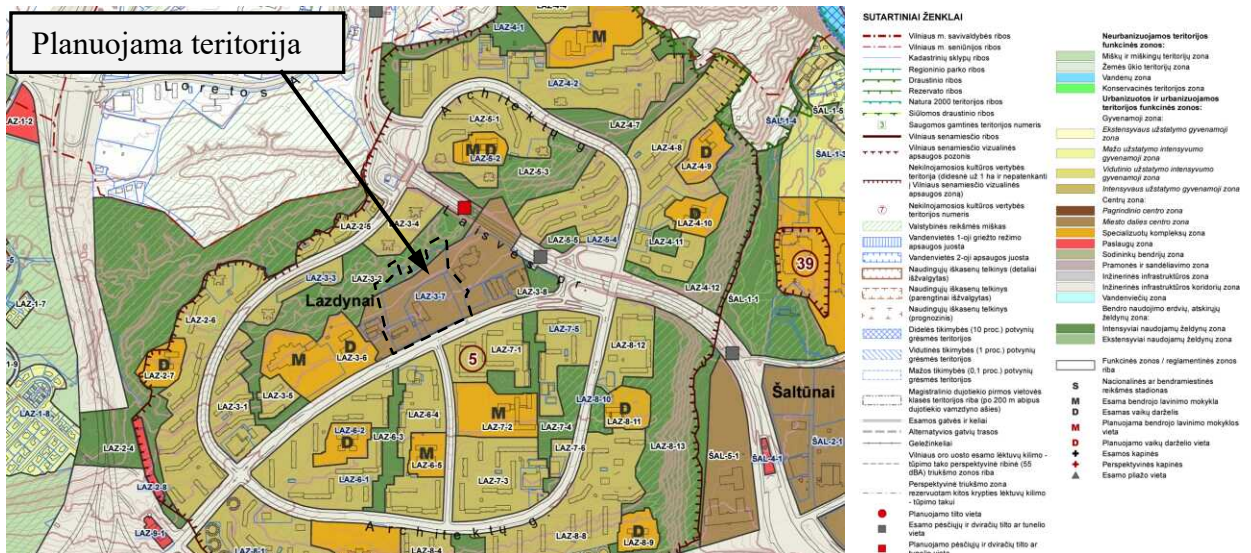 Planuojama teritorija
Loretos
Architektų g.
Laisvės pr.
Architektų g.
Lazdynai
Šaltūnai
LAZ-4-1
LAZ-4-2
M
LAZ-1-2
LAZ-5-1
M D
LAZ-5-2
LAZ-5-3
LAZ-4-7
LAZ-4-8
LAZ-4-9
D
ŠAL-1-4
ŠAL-1-5
LAZ-2-5
LAZ-3-4
LAZ-4-10
D
LAZ-5-5
LAZ-5-4
LAZ-4-11
LAZ-3-3
LAZ-3-2
LAZ-3-7
LAZ-3-8
LAZ-4-12
ŠAL-1-1
39
LAZ-1-7
LAZ-2-6
LAZ-2-7
D
M
D
LAZ-3-6
5
LAZ-7-1
LAZ-7-5
LAZ-8-12
LAZ-1-8
LAZ-3-1
LAZ-3-5
LAZ-6-4
M
LAZ-7-2
LAZ-8-10
D
LAZ-8-11
LAZ-2-4
LAZ-6-2
D
LAZ-6-3
LAZ-7-4
LAZ-8-13
M
LAZ-6-5
LAZ-7-6
ŠAL-5-1
ŠAL-4-1
ŠAL-2-1
LAZ-2-8
LAZ-6-1
LAZ-7-3
LAZ-9-1
LAZ-8-1
LAZ-8-4
LAZ-8-8
D
LAZ-8-9
SUTARTINIAI ŽENKLAI
Vilniaus m. savivaldybės ribos
Vilniaus m. seniūnijos ribos
Kadastrinių sklypų ribos
Regioninio parko ribos
Draustinio ribos
Rezervato ribos
Natura 2000 teritorijos ribos
Siūlomos draustinio ribos
3 Saugomos gamtinės teritorijos numeris
Vilniaus senamiesčio ribos
Vilniaus senamiesčio vizualinės
apsaugos pozonis
Nekilnojamosios kultūros vertybės
teritorija (didesnė už 1 ha ir nepatenkanti
į Vilniaus senamiesčio vizualinės
apsaugos zoną)
7 Nekilnojamosios kultūros vertybės
teritorijos numeris
Valstybinės reikšmės miškas
Vandenvietės 1-oji griežto režimo
apsaugos juosta
Vandenvietės 2-oji apsaugos juosta
Naudingųjų iškasenų telkinys (detaliai
išžvalgytas)
Naudingųjų iškasenų telkinys
(parengtinai išžvalgytas)
Naudingųjų iškasenų telkinys
(prognozinis)
Didelės tikimybės (10 proc.) potvynių
grėsmės teritorijos
Vidutinės tikimybės (1 proc.) potvynių
grėsmės teritorijos
Mažos tikimybės (0,1 proc.) potvynių
grėsmės teritorijos
Magistralinio dujotiekio pirmos vietovės
klasės teritorijos riba (po 200 m abipus
dujotiekio vamzdyno ašies)
Esamos gatvės ir keliai
Alternatyvios gatvių trasos
Geležinkeliai
Vilniaus oro uosto esamo lėktuvų kilimo -
tūpimo tako perspektyvinė ribinė (55
dBA) triukšmo zonos riba
Perspektyvinė triukšmo zona
rezervuotam kitos krypties lėktuvų kilimo
- tūpimo takui
Planuojamo tilto vieta
Esamo pėsčiųjų ir dviračių tilto ar tunelio
vieta
Planuojamo pėsčiųjų ir dviračių tilto ar
tunelio vieta
Neurbanizuojamos teritorijos
funkcinės zonos:
Miškų ir miškingų teritorijų zona
Žemės ūkio teritorijų zona
Vandenų zona
Konservacinės teritorijos zona
Urbanizuotos ir urbanizuojamos
teritorijos funkcinės zonos:
Gyvenamoji zona:
Ekstensyvaus užstatymo gyvenamoji
zona
Mažo užstatymo intensyvumo
gyvenamoji zona
Vidutinio užstatymo intensyvumo
gyvenamoji zona
Intensyvaus užstatymo gyvenamoji zona
Centrų zona:
Pagrindinio centro zona
Miesto dalies centro zona
Specializuotų kompleksų zona
Paslaugų zona
Sodininkų bendrijų zona
Pramonės ir sandėliavimo zona
Inžinerinės infrastruktūros zona
Inžinerinės infrastruktūros koridorių zona
Vandenviečių zona
Bendro naudojimo erdvių, atskirųjų
želdynų zona:
Intensyviai naudojamų želdynų zona
Ekstensyviai naudojamų želdynų zona
Funkcinės zonos / reglamentinės zonos
riba
S Nacionalinės ar bendramiestinės
reikšmės stadionas
M Esama bendrojo lavinimo mokykla
D Esamas vaikų darželis
M Planuojama bendrojo lavinimo mokyklos
vieta
D Planuojamo vaikų darželio vieta
Esamos kapinės
Perspektyvinės kapinės
Esamo pliažo vieta